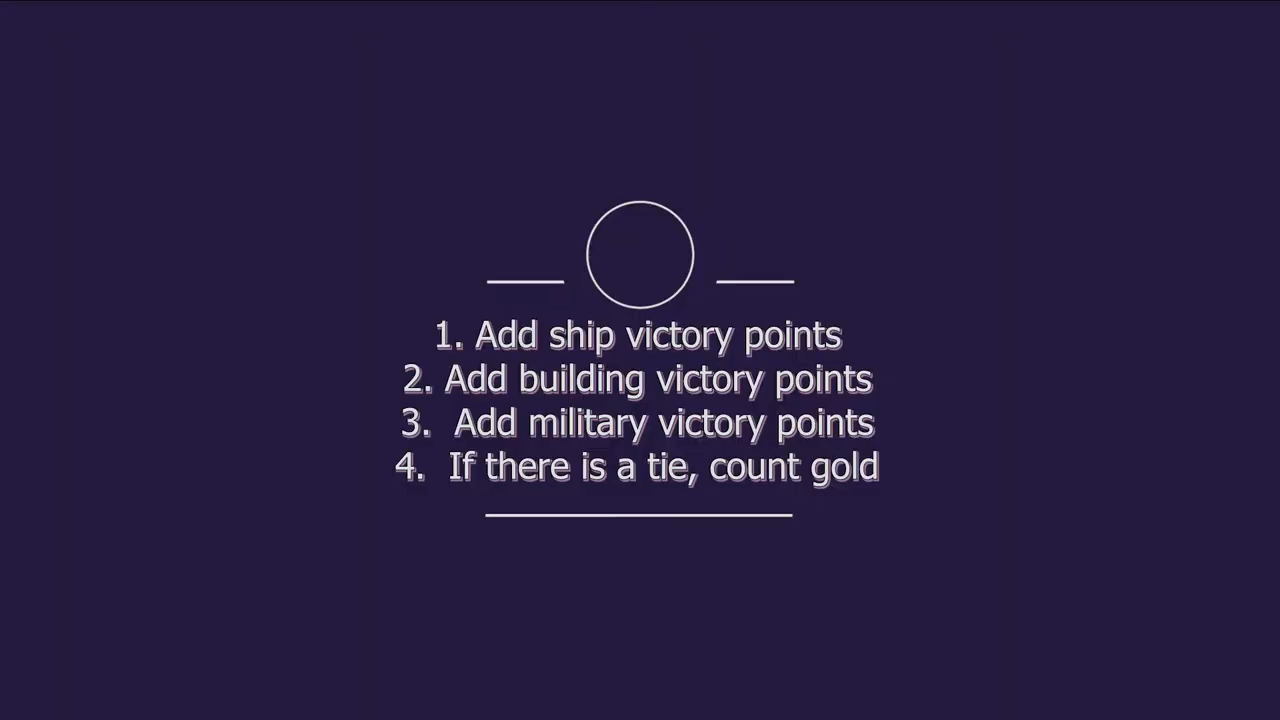 1. Add ship victory points
2. Add building victory points
3. Add military victory points
4. If there is a tie, count gold